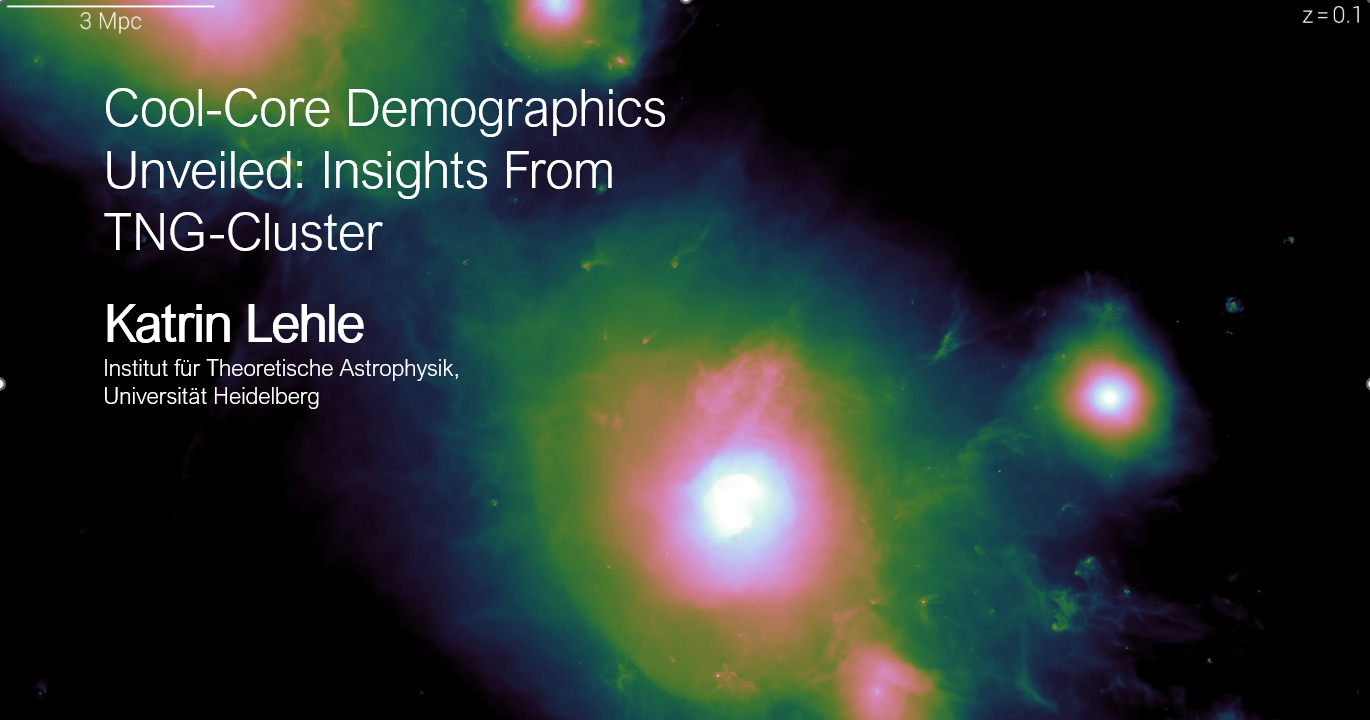 3 Mpc
z = 0.1
Cool-Core Demographics
Unveiled: Insights From
TNG-Cluster
Katrin Lehle
Institut für Theoretische Astrophysik,
Universität Heidelberg